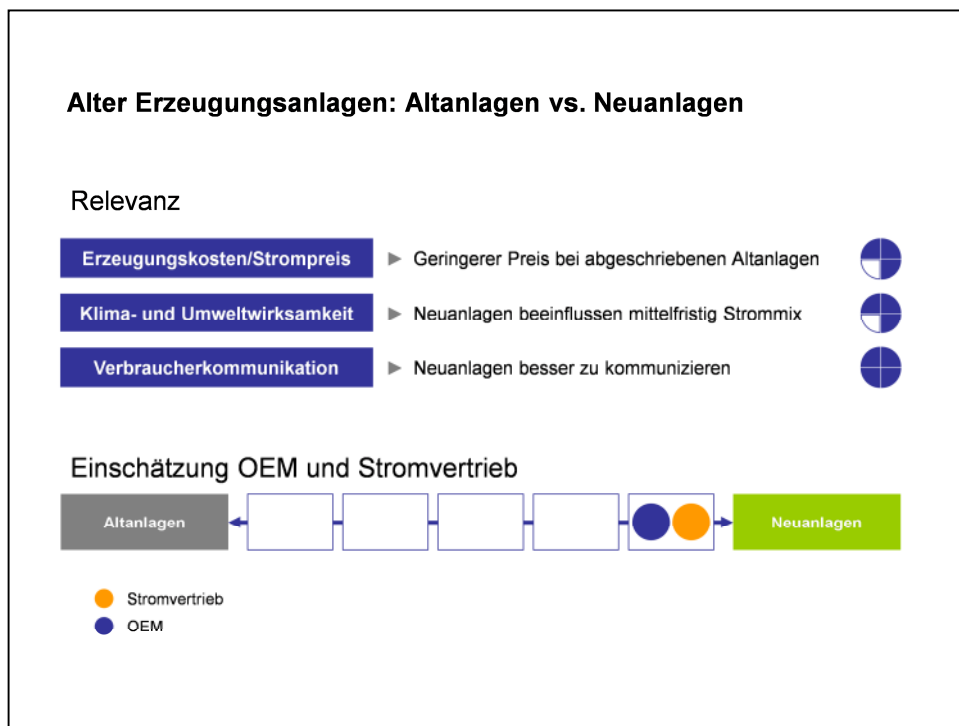 Alter Erzeugungsanlagen: Altanlagen vs. Neuanlagen
Relevanz
Erzeugungskosten/Strompreis
Geringerer Preis bei abgeschriebenen Altanlagen
Klima- und Umweltwirksamkeit
Neuanlagen beeinflussen mittelfristig Strommix
Verbraucherkommunikation
Neuanlagen besser zu kommunizieren
Einschätzung OEM und Stromvertrieb
Altanlagen
Neuanlagen
Stromvertrieb
OEM